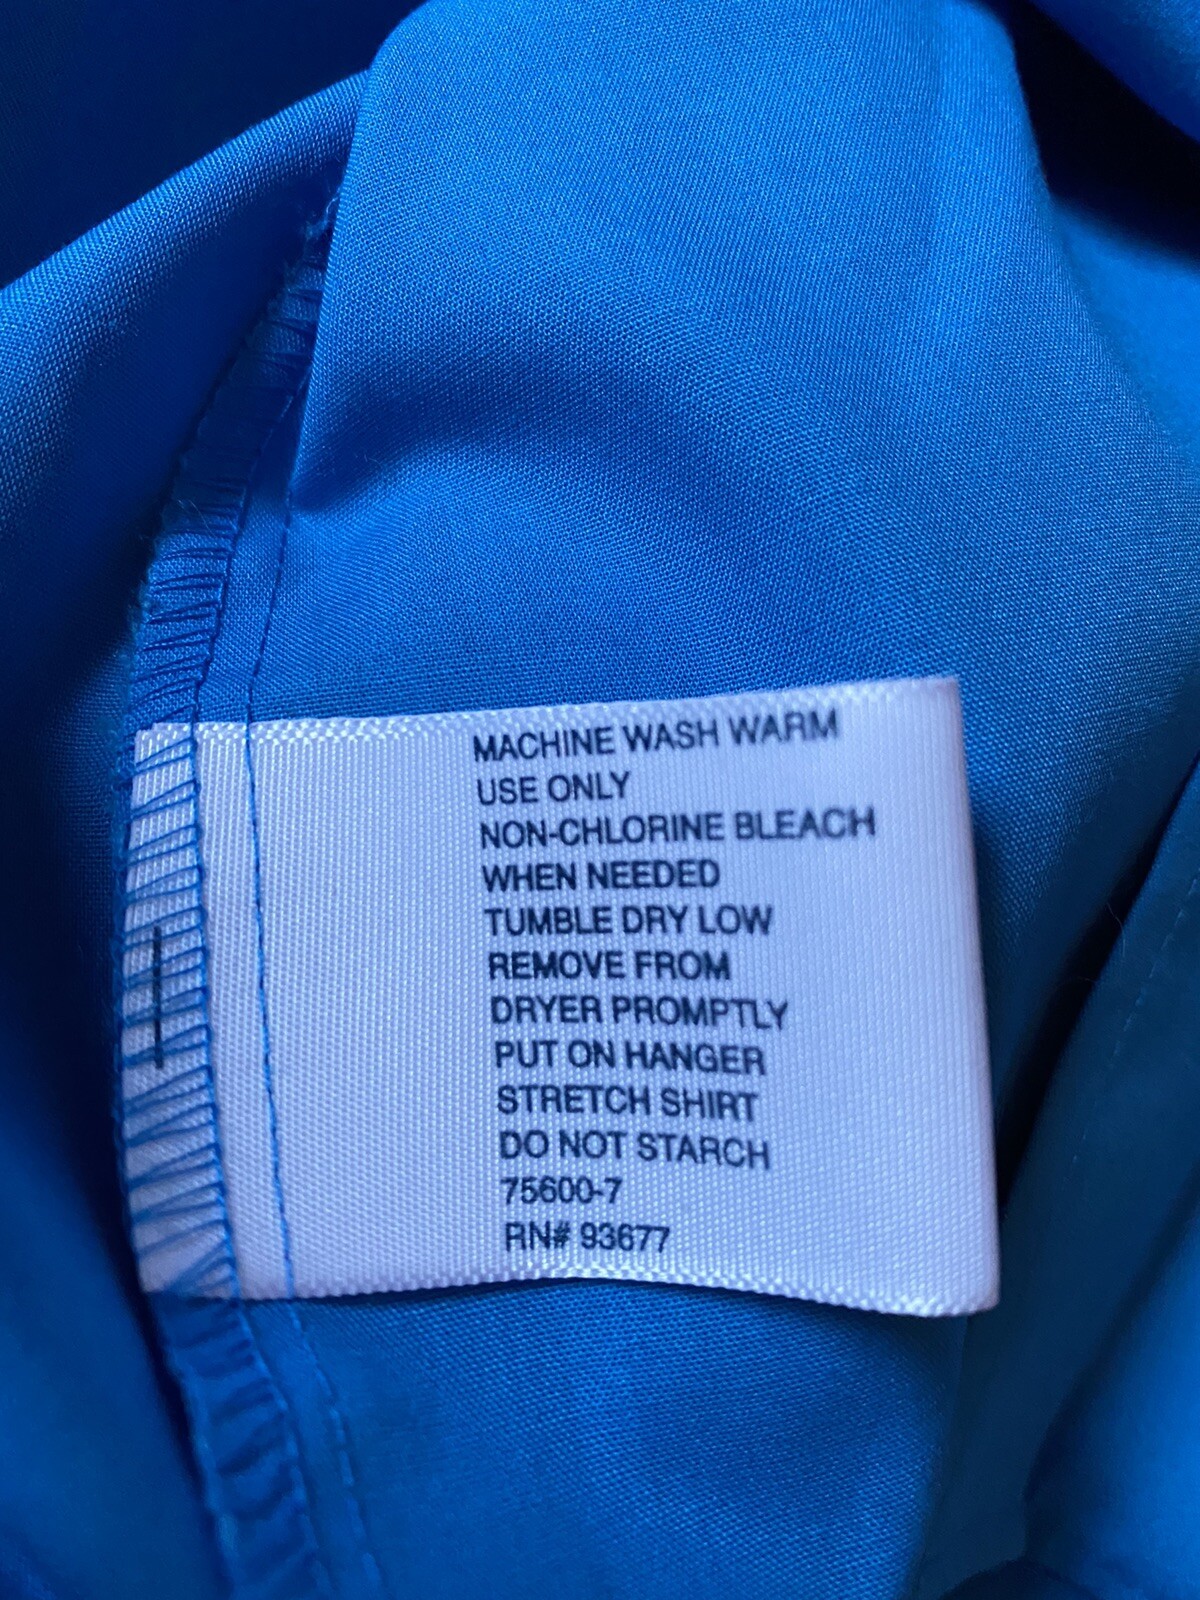 MACHINE WASH WARM
USE ONLY
NON-CHLORINE BLEACH
WHEN NEEDED
TUMBLE DRY LOW
REMOVE FROM
DRYER PROMPTLY
PUT ON HANGER
STRETCH SHIRT
DO NOT STARCH
75600-7
RN# 93677